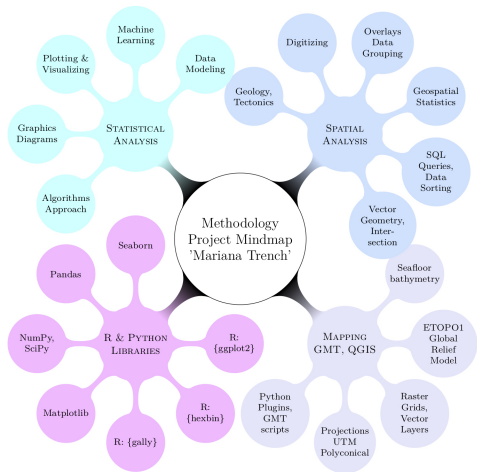 Methodology
Project Mindmap
'Mariana Trench'
Statistical
Analysis
Machine
Learning
Data
Modeling
Plotting &
Visualizing
Graphics
Diagrams
Algorithms
Approach
Spatial
Analysis
Geology,
Tectonics
Digitizing
Overlays
Data
Grouping
Geospatial
Statistics
SQL
Queries,
Data
Sorting
Vector
Geometry,
Inter-
section
R & Python
Libraries
Seaborn
Pandas
NumPy,
SciPy
Matplotlib
R: {gally}
R:
{hexbin}
R:
{ggplot2}
Mapping
GMT, QGIS
Seafloor
bathymetry
ETOPO1
Global
Relief
Model
Raster
Grids,
Vector
Layers
Projections
UTM
Polyconical
Python
Plugins,
GMT
scripts